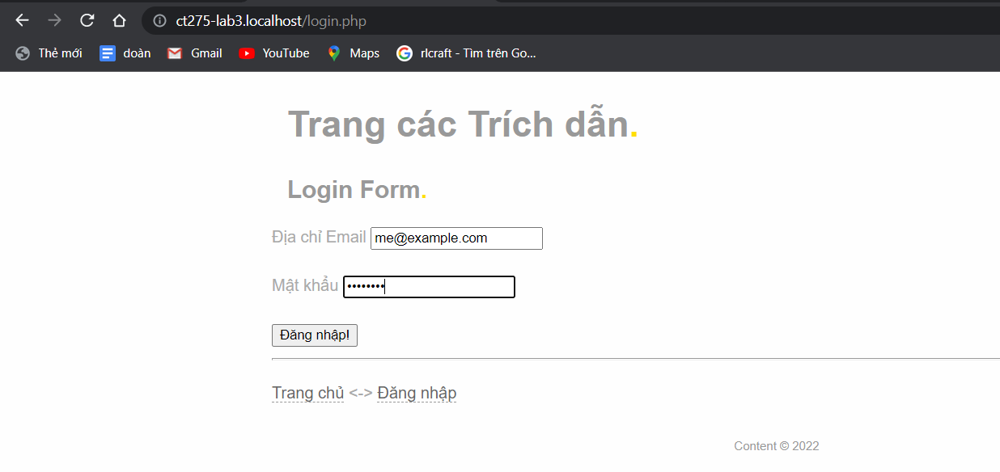 ct275-lab3.localhost/login.php
Thẻ mới doàn Gmail YouTube Maps rlcraft - Tìm trên Go...
Trang các Trích dẫn.
Login Form.
Địa chỉ Email me@example.com
Mật khẩu ••••••••
Đăng nhập!
Trang chủ <-> Đăng nhập
Content © 2022